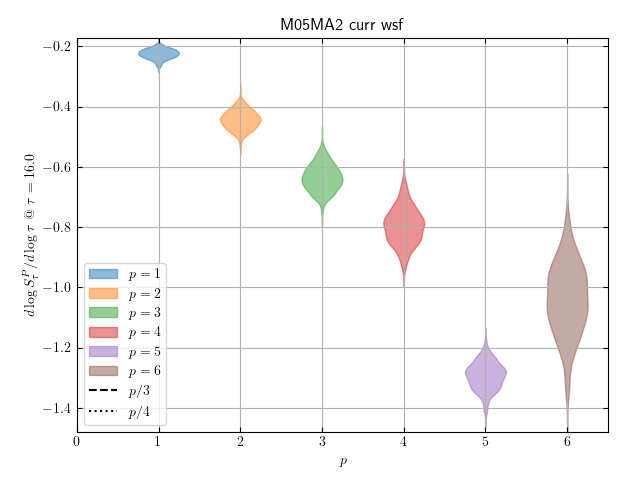 M05MA2 curr wsf
d log S_τ^P / d log τ @ τ = 16.0
−0.2
−0.4
−0.6
−0.8
−1.0
−1.2
−1.4
p = 1
p = 2
p = 3
p = 4
p = 5
p = 6
p/3
p/4
0 1 2 3 4 5 6
p